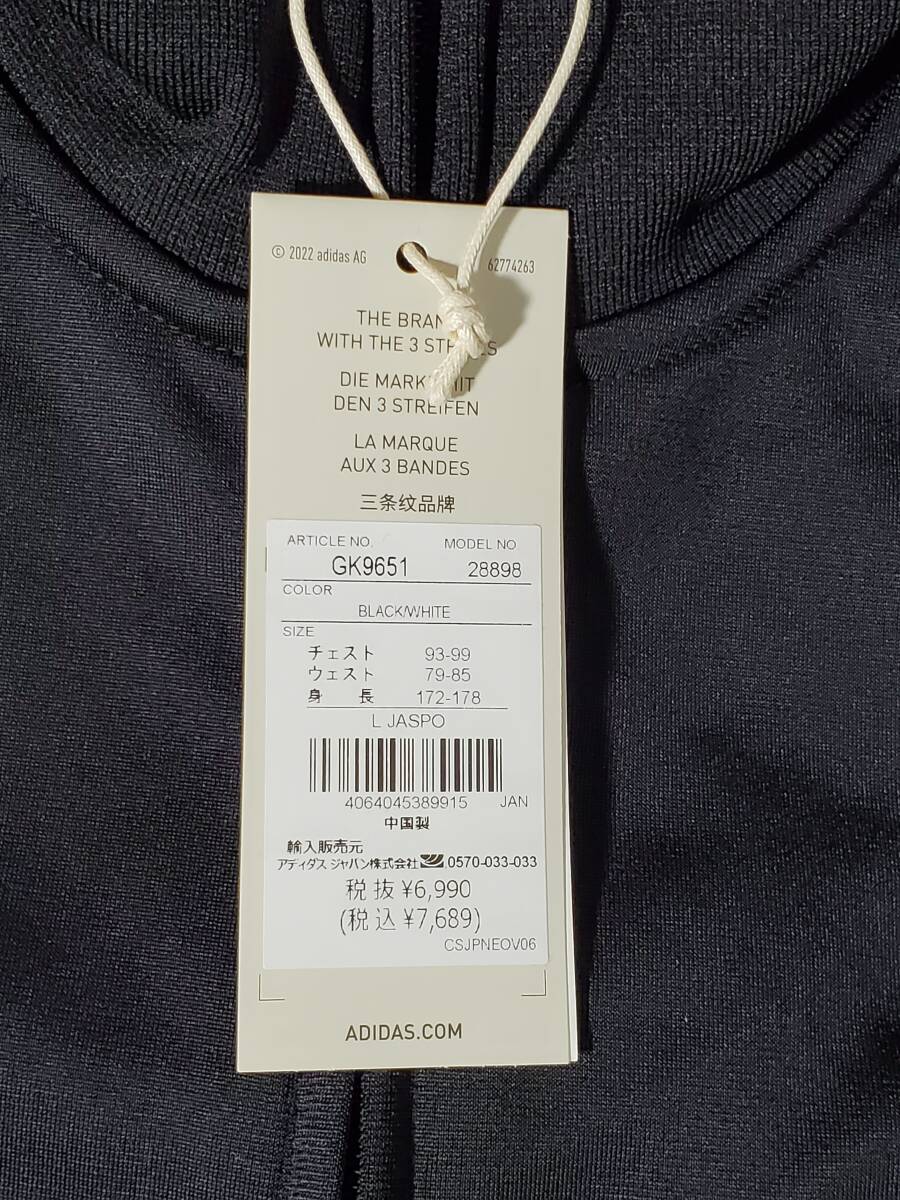 © 2022 adidas AG 62774263
THE
WITH THE 3
DIE
DEN 3 STREIFEN
LA MARQUE
AUX 3 BANDES
三条纹品牌
ARTICLE NO. MODEL NO
GK9651 28898
COLOR
BLACK/WHITE
SIZE
チェスト 93-99
ウェスト 79-85
身 長 172-178
L JASPO
4064045389915 JAN
中国製
輸入販売元
アディダス ジャパン株式会社 0570-033-033
税 抜 ¥6,990
(税 込 ¥7,689)
CSJPNEOV06
ADIDAS.COM